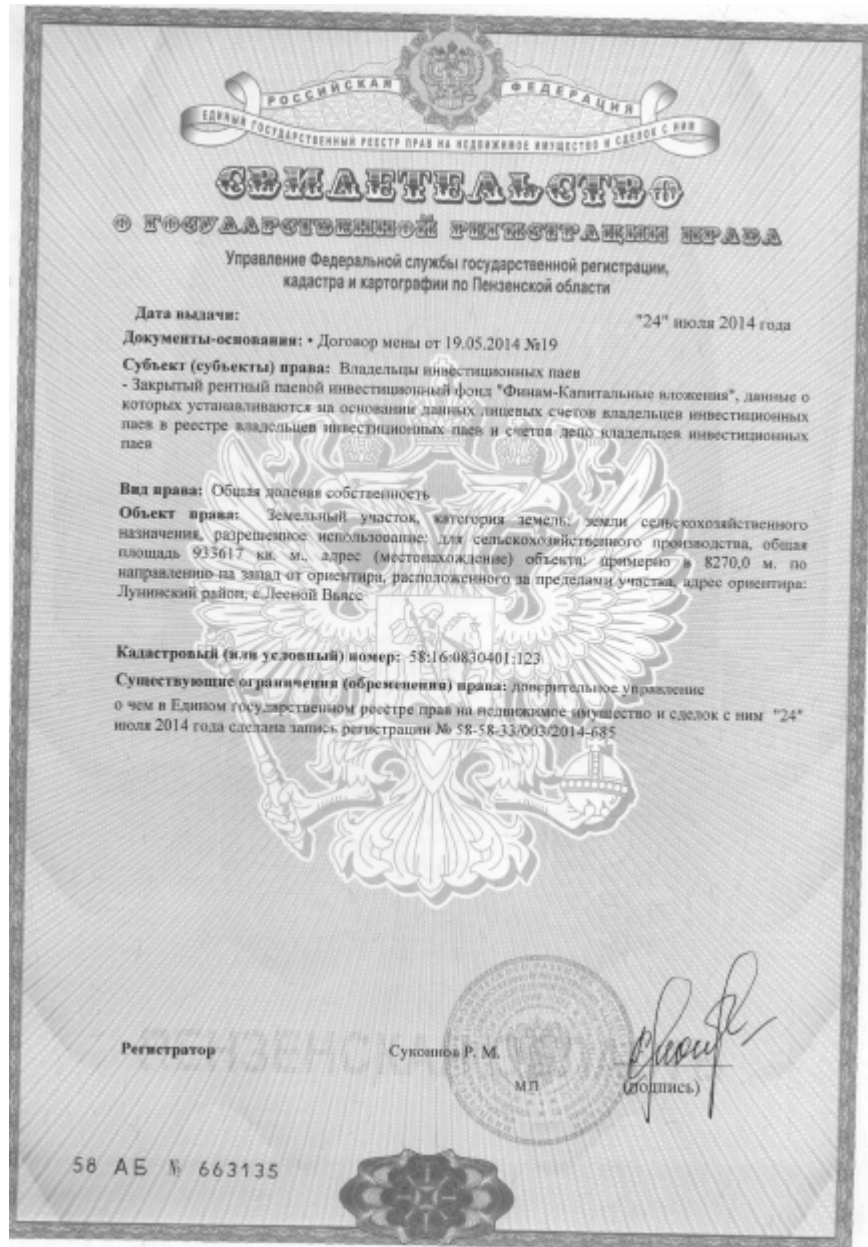 РОССИЙСКАЯ ФЕДЕРАЦИЯ
ЕДИНЫЙ ГОСУДАРСТВЕННЫЙ РЕЕСТР ПРАВ НА НЕДВИЖИМОЕ ИМУЩЕСТВО И СДЕЛОК С НИМ
СВИДЕТЕЛЬСТВО
О ГОСУДАРСТВЕННОЙ РЕГИСТРАЦИИ ПРАВА
Управление Федеральной службы государственной регистрации,
кадастра и картографии по Пензенской области
Дата выдачи: "24" июля 2014 года
Документы-основания: • Договор мены от 19.05.2014 №19
Субъект (субъекты) права: Владельцы инвестиционных паев
- Закрытый рентный паевой инвестиционный фонд "Финам-Капитальные вложения", данные о
которых устанавливаются на основании данных лицевых счетов владельцев инвестиционных
паев в реестре владельцев инвестиционных паев и счетов депо владельцев инвестиционных
паев
Вид права: Общая долевая собственность
Объект права: Земельный участок, категория земель: земли сельскохозяйственного
назначения, разрешенное использование: для сельскохозяйственного производства, общая
площадь 933617 кв. м., адрес (местонахождение) объекта: примерно в 8270,0 м. по
направлению на запад от ориентира, расположенного за пределами участка, адрес ориентира:
Лунинский район, с.Лесной Вьясс
Кадастровый (или условный) номер: 58:16:0830401:123
Существующие ограничения (обременения) права: доверительное управление
о чем в Едином государственном реестре прав на недвижимое имущество и сделок с ним "24"
июля 2014 года сделана запись регистрации № 58-58-33/003/2014-685
Регистратор Суконнов Р. М.
М.П. (подпись)
58 АБ № 663135